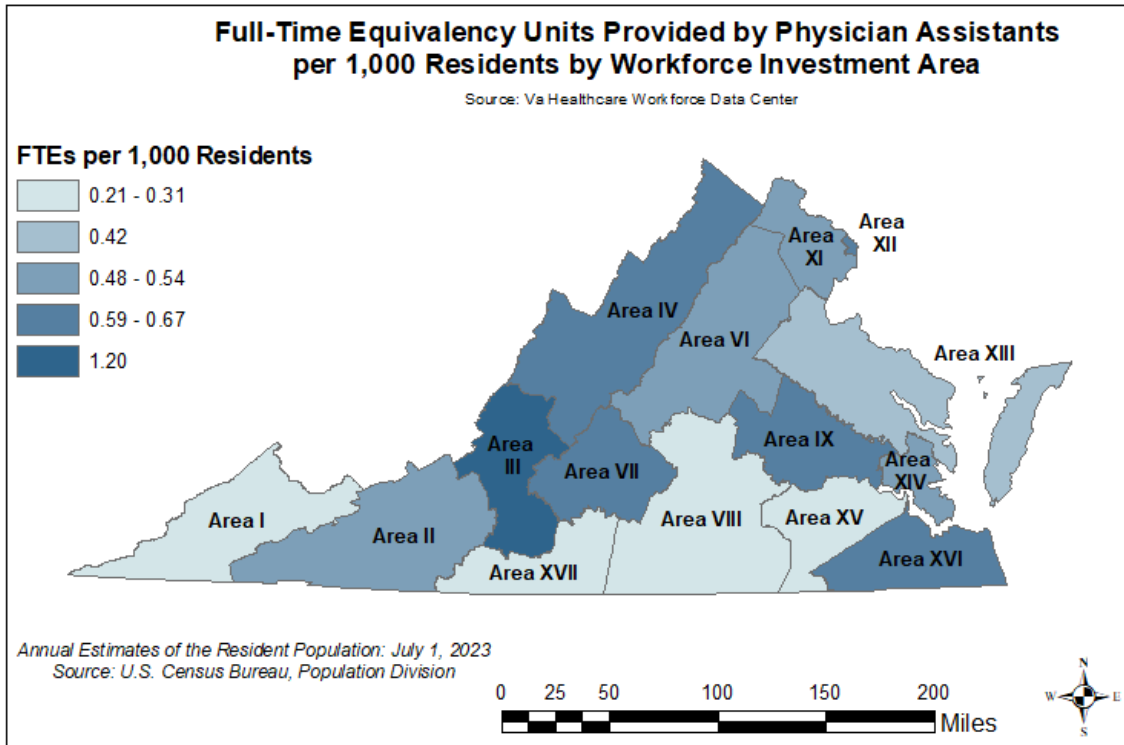 Full-Time Equivalency Units Provided by Physician Assistants
per 1,000 Residents by Workforce Investment Area
Source: Va Healthcare Workforce Data Center
FTEs per 1,000 Residents
0.21 - 0.31
0.42
0.48 - 0.54
0.59 - 0.67
1.20
Area
XII
Area
XI
Area IV
Area VI
Area XIII
Area
III
Area IX
Area VII
Area
XIV
Area I
Area II
Area VIII
Area XV
Area XVI
Area XVII
Annual Estimates of the Resident Population: July 1, 2023
Source: U.S. Census Bureau, Population Division
0 25 50 100 150 200
Miles
N
W E
S